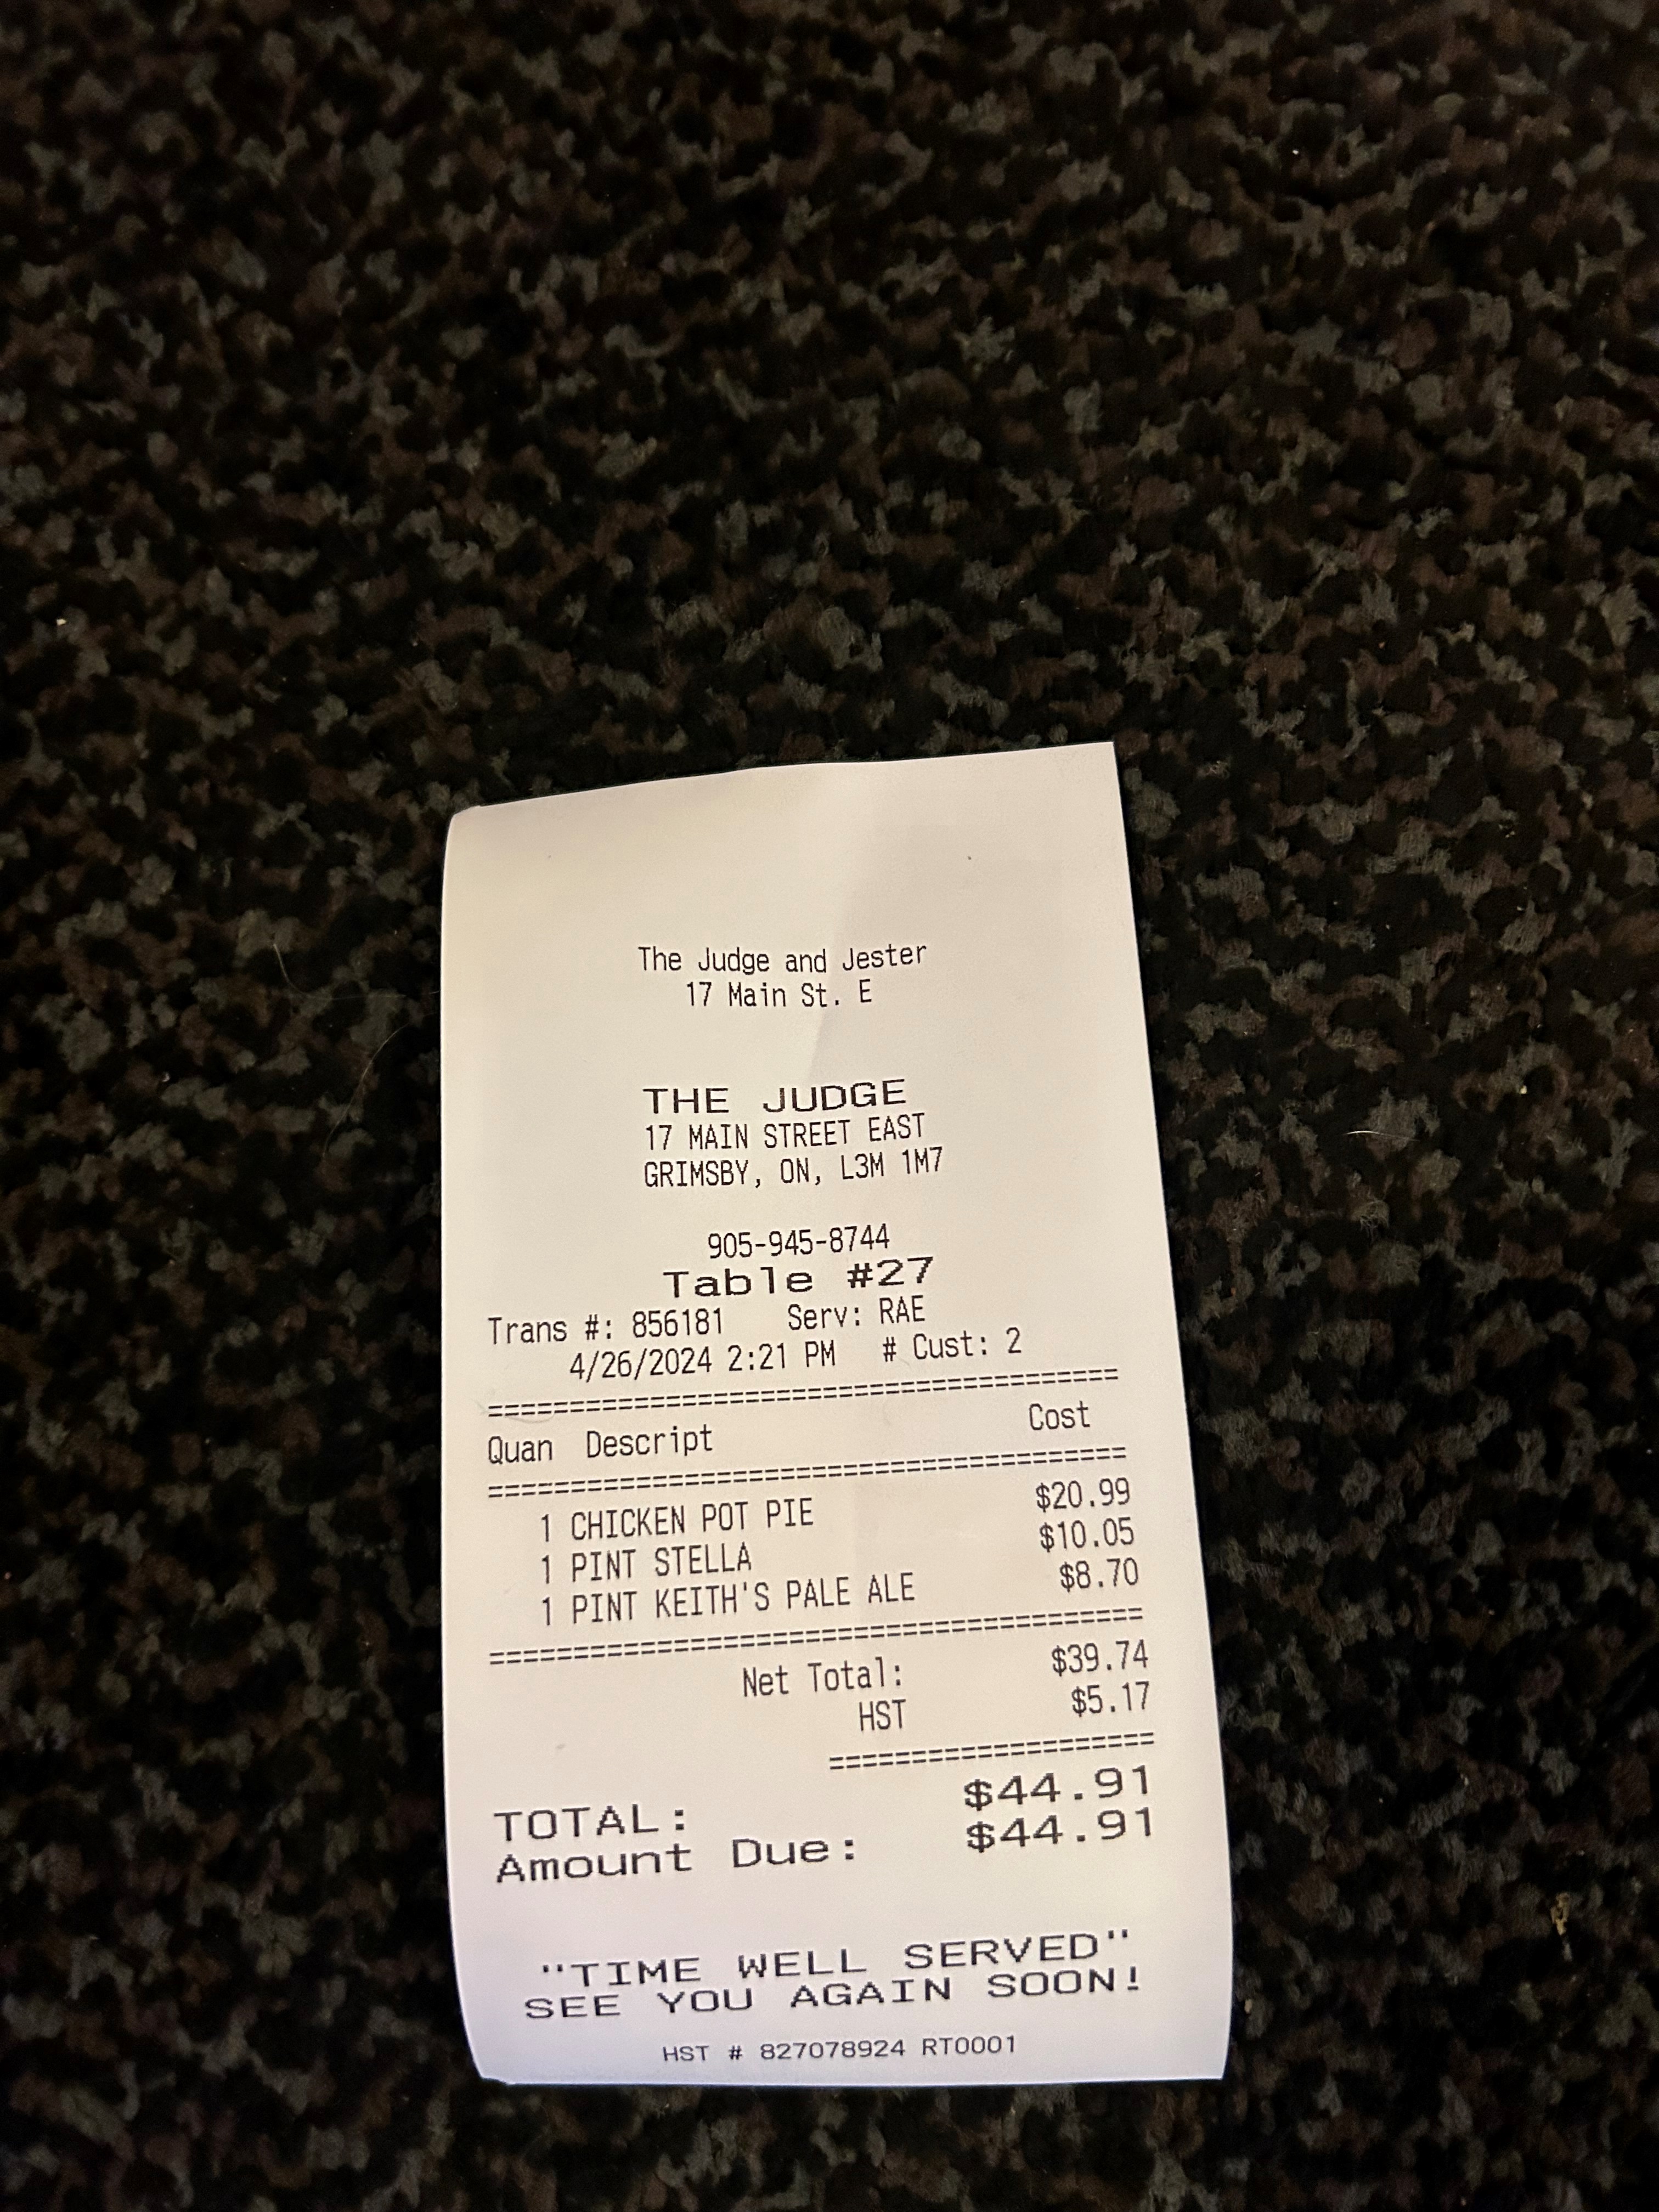 The Judge and Jester
17 Main St. E
THE JUDGE
17 MAIN STREET EAST
GRIMSBY, ON, L3M 1M7
905-945-8744
Table #27
Trans #: 856181 Serv: RAE
4/26/2024 2:21 PM # Cust: 2
=======================================
Quan Descript Cost
=======================================
1 CHICKEN POT PIE $20.99
1 PINT STELLA $10.05
1 PINT KEITH'S PALE ALE $8.70
=======================================
Net Total: $39.74
HST $5.17
====================
TOTAL: $44.91
Amount Due: $44.91
"TIME WELL SERVED"
SEE YOU AGAIN SOON!
HST # 827078924 RT0001